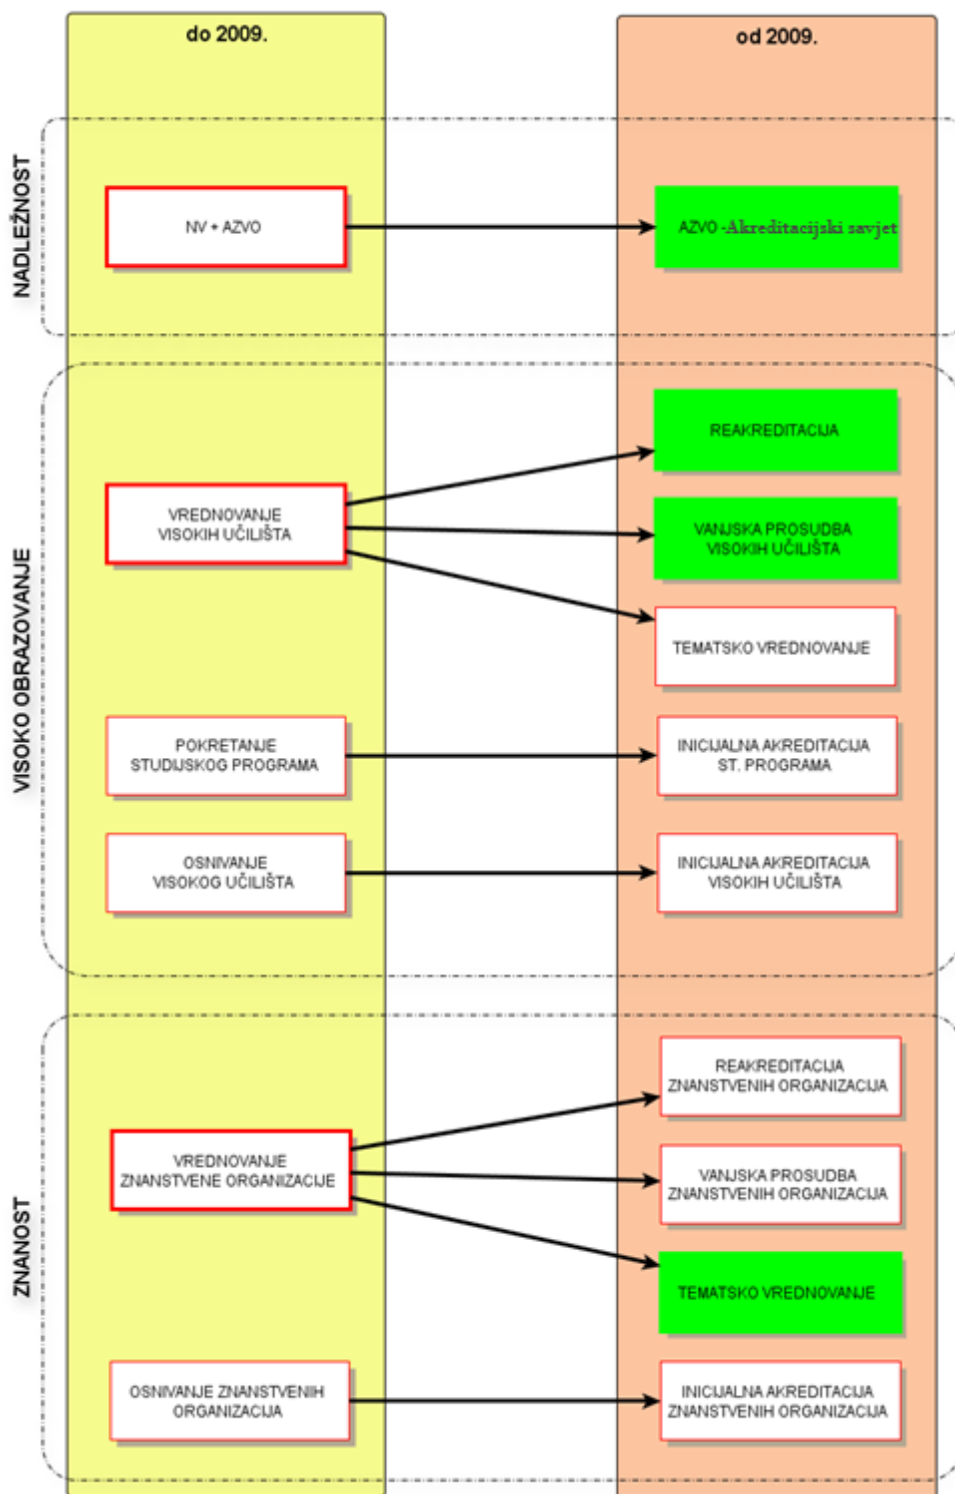 do 2009.
od 2009.
NADLEŽNOST
NV + AZVO
AZVO -Akreditacijski savjet
VISOKO OBRAZOVANJE
VREDNOVANJE
VISOKIH UČILIŠTA
REAKREDITACIJA
VANJSKA PROSUDBA
VISOKIH UČILIŠTA
TEMATSKO VREDNOVANJE
POKRETANJE
STUDIJSKOG PROGRAMA
INICIJALNA AKREDITACIJA
ST. PROGRAMA
OSNIVANJE
VISOKOG UČILIŠTA
INICIJALNA AKREDITACIJA
VISOKIH UČILIŠTA
ZNANOST
VREDNOVANJE
ZNANSTVENE ORGANIZACIJE
REAKREDITACIJA
ZNANSTVENIH ORGANIZACIJA
VANJSKA PROSUDBA
ZNANSTVENIH ORGANIZACIJA
TEMATSKO VREDNOVANJE
OSNIVANJE ZNANSTVENIH
ORGANIZACIJA
INICIJALNA AKREDITACIJA
ZNANSTVENIH ORGANIZACIJA